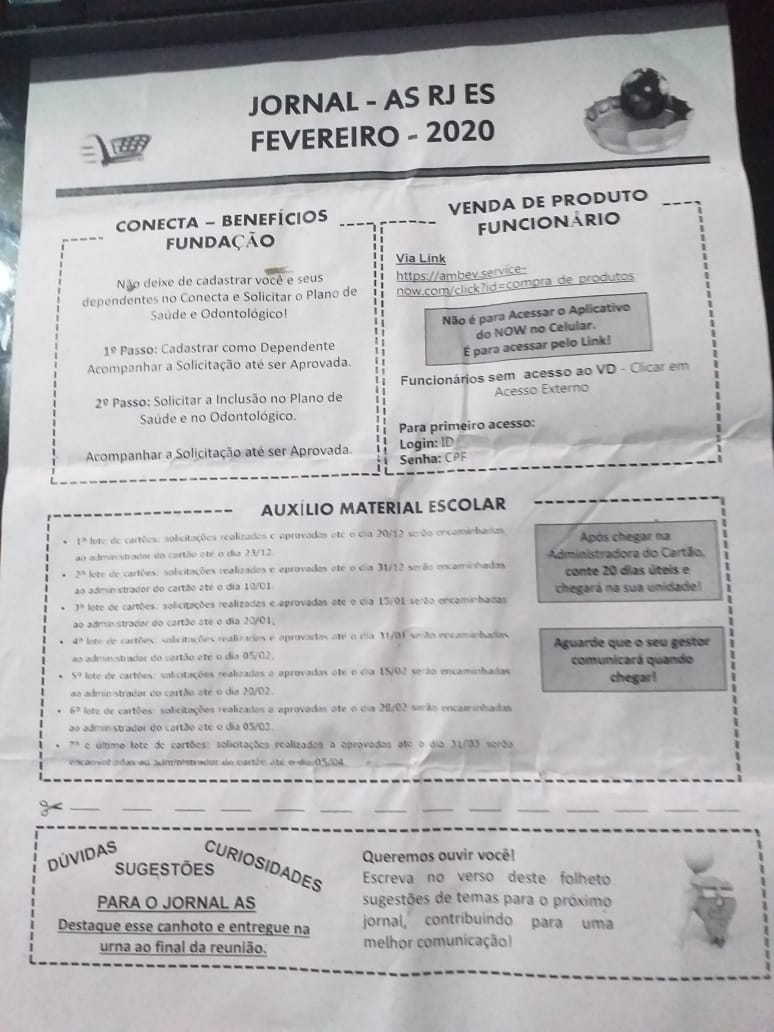 JORNAL - AS RJ ES
FEVEREIRO - 2020
CONECTA – BENEFÍCIOS
FUNDAÇÃO
Não deixe de cadastrar você e seus
dependentes no Conecta e Solicitar o Plano de
Saúde e Odontológico!
1º Passo: Cadastrar como Dependente
Acompanhar a Solicitação até ser Aprovada.
2º Passo: Solicitar a Inclusão no Plano de
Saúde e no Odontológico.
Acompanhar a Solicitação até ser Aprovada.
VENDA DE PRODUTO
FUNCIONÁRIO
Via Link
https://ambev.service-
now.com/click?id=compra_de_produtos
Não é para Acessar o Aplicativo
do NOW no Celular.
É para acessar pelo Link!
Funcionários sem acesso ao VD - Clicar em
Acesso Externo
Para primeiro acesso:
Login: ID
Senha: CPF
AUXÍLIO MATERIAL ESCOLAR
• 1º lote de cartões: solicitações realizadas e aprovadas até o dia 20/12 serão encaminhadas
ao administrador do cartão até o dia 23/12.
• 2º lote de cartões: solicitações realizadas e aprovadas até o dia 31/12 serão encaminhadas
ao administrador do cartão até o dia 10/01.
• 3º lote de cartões: solicitações realizadas e aprovadas até o dia 15/01 serão encaminhadas
ao administrador do cartão até o dia 20/01;
• 4º lote de cartões: solicitações realizadas e aprovadas até o dia 31/01 serão encaminhadas
ao administrador do cartão até o dia 05/02.
• 5º lote de cartões: solicitações realizadas e aprovadas até o dia 15/02 serão encaminhadas
ao administrador do cartão até o dia 20/02.
• 6º lote de cartões: solicitações realizadas e aprovadas até o dia 28/02 serão encaminhadas
ao administrador do cartão até o dia
• 7º e último lote de cartões: solicitações realizadas e aprovadas até o dia 31/03 serão
encaminhadas ao administrador do cartão até o dia 05/04.
Após chegar na
Administradora do Cartão,
conte 20 dias úteis e
chegará na sua unidade!
Aguarde que o seu gestor
comunicará quando
chegar!
DÚVIDAS
SUGESTÕES
CURIOSIDADES
PARA O JORNAL AS
Destaque esse canhoto e entregue na
urna ao final da reunião.
Queremos ouvir você!
Escreva no verso deste folheto
sugestões de temas para o próximo
jornal, contribuindo para uma
melhor comunicação!